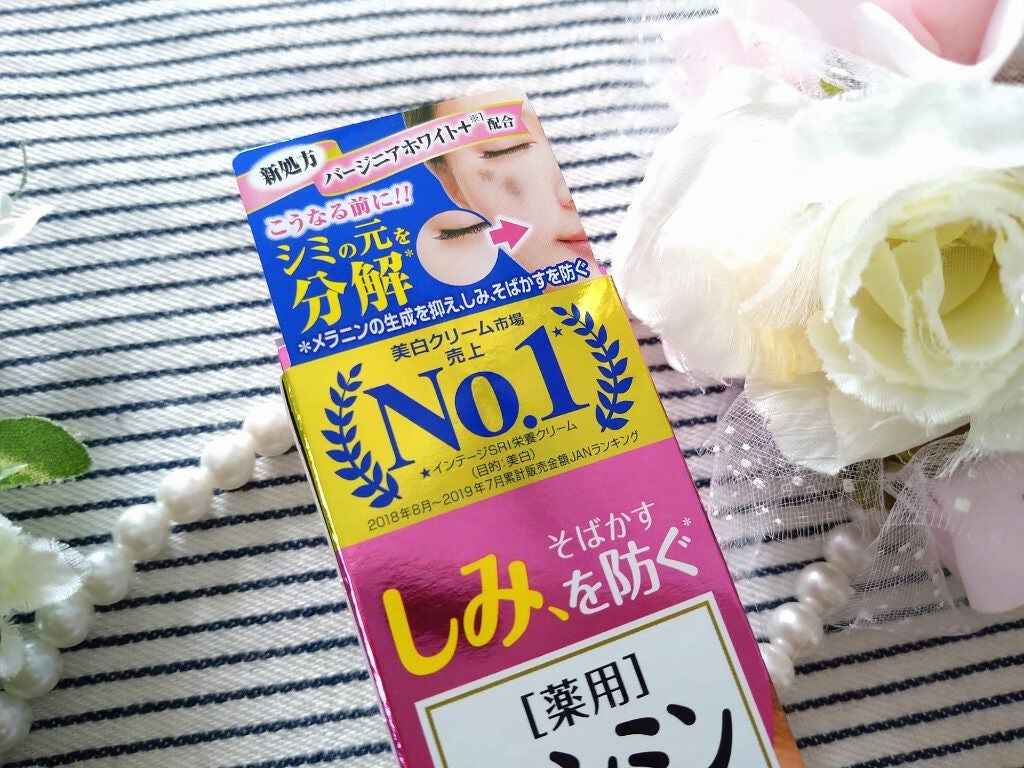 新処方
バージニアホワイト+※1 配合
こうなる前に!!
シミの元を
分解*
*メラニンの生成を抑え、しみ、そばかすを防ぐ
美白クリーム市場
売上
No.1★
★インテージSRI栄養クリーム
(目的:美白)
2018年8月~2019年7月累計販売金額JANランキング
しみ、そばかす
を防ぐ*
[薬用]